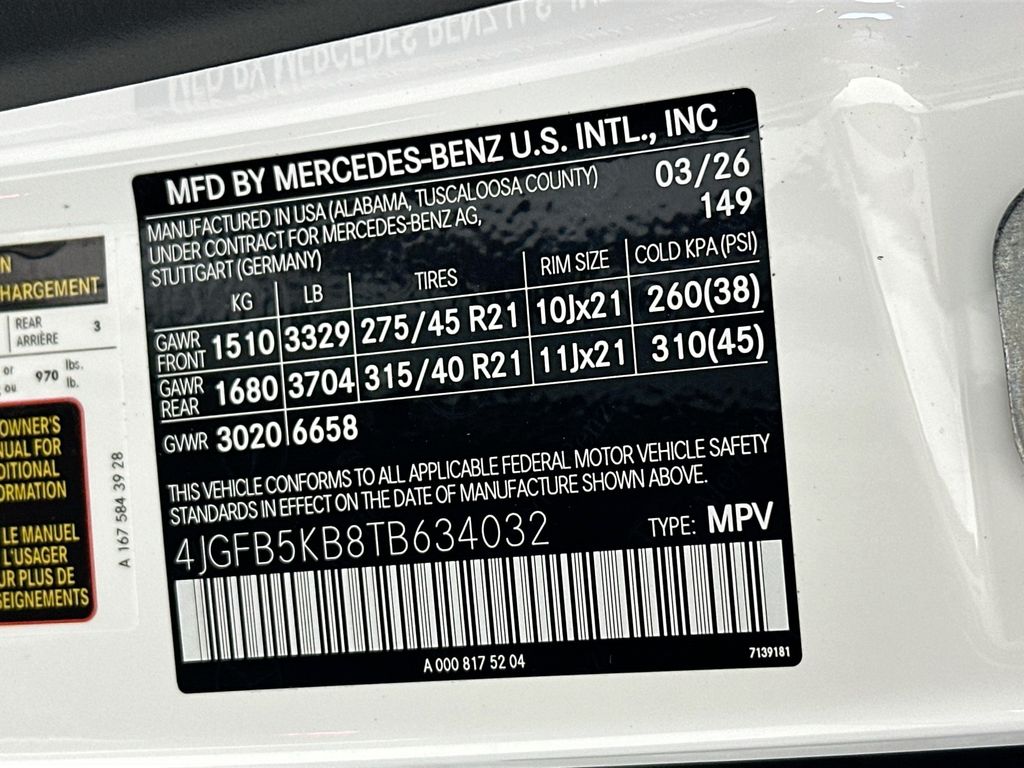 MFD BY MERCEDES-BENZ U.S. INTL., INC
MANUFACTURED IN USA (ALABAMA, TUSCALOOSA COUNTY) 03/26
UNDER CONTRACT FOR MERCEDES-BENZ AG, 149
STUTTGART (GERMANY)
KG LB TIRES RIM SIZE COLD KPA (PSI)
GAWR FRONT 1510 3329 275/45 R21 10Jx21 260(38)
GAWR REAR 1680 3704 315/40 R21 11Jx21 310(45)
GVWR 3020 6658
THIS VEHICLE CONFORMS TO ALL APPLICABLE FEDERAL MOTOR VEHICLE SAFETY
STANDARDS IN EFFECT ON THE DATE OF MANUFACTURE SHOWN ABOVE.
4JGFB5KB8TB634032 TYPE: MPV
A 000 817 52 04
7139181
N
HARGEMENT
REAR 3
ARRIÈRE
or 970 lbs.
ou lb.
OWNER'S
NUAL FOR
DITIONAL
ORMATION
LE MANUEL
L'USAGER
UR PLUS DE
SEIGNEMENTS
A 167 584 39 28